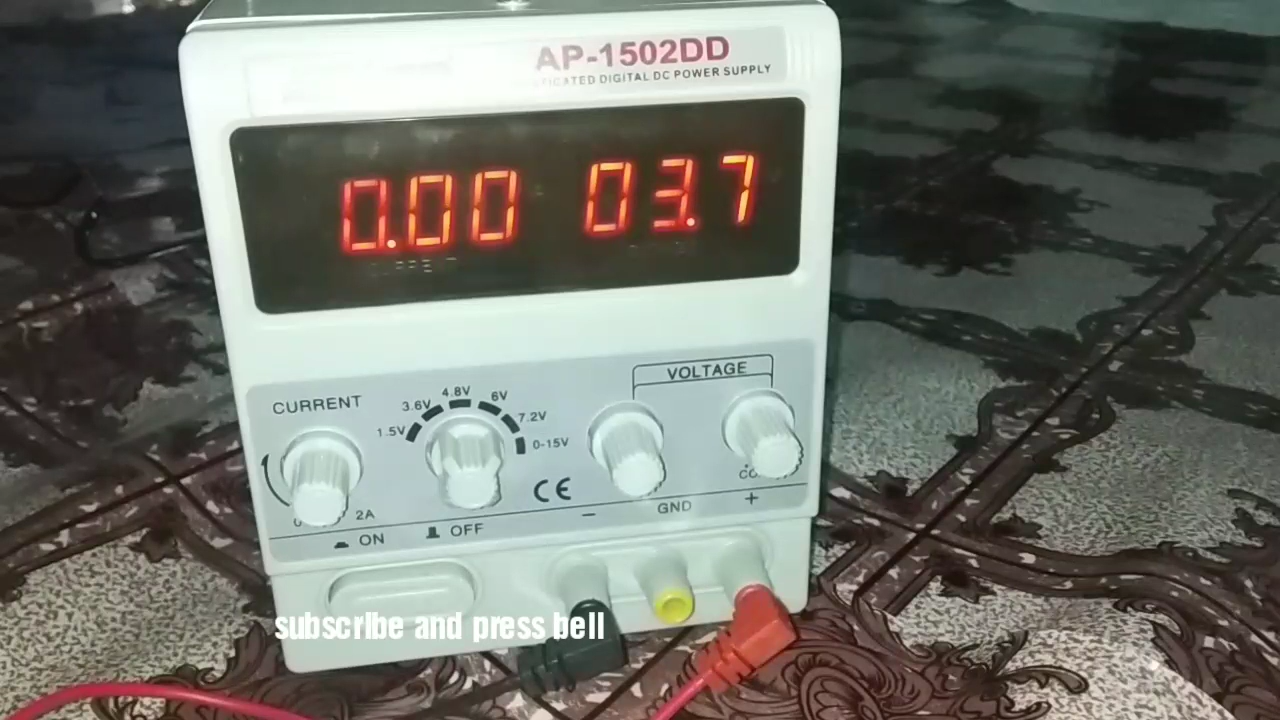 AP-1502DD
DIGITAL DC POWER SUPPLY
0.00 03.7
CURRENT
VOLTAGE
1.5V 3.6V 4.8V 6V 7.2V 0-15V
2A
CE
− GND +
ON OFF
subscribe and press bell